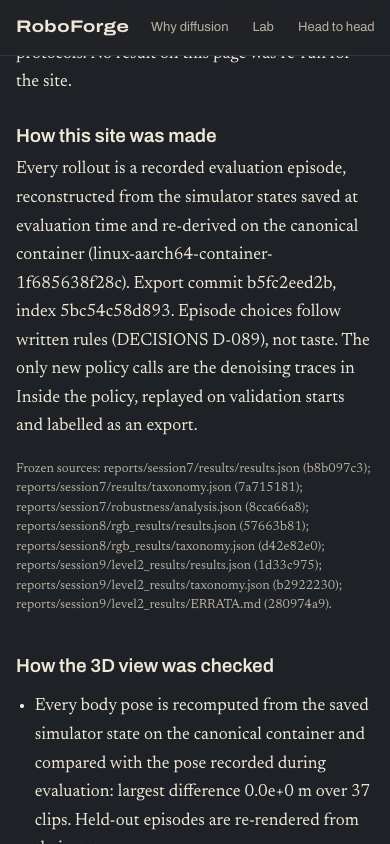 RoboForge Why diffusion Lab Head to head
protocols. No result on this page was re-run for
the site.
How this site was made
Every rollout is a recorded evaluation episode,
reconstructed from the simulator states saved at
evaluation time and re-derived on the canonical
container (linux-aarch64-container-
1f685638f28c). Export commit b5fc2eed2b,
index 5bc54c58d893. Episode choices follow
written rules (DECISIONS D-089), not taste. The
only new policy calls are the denoising traces in
Inside the policy, replayed on validation starts
and labelled as an export.
Frozen sources: reports/session7/results/results.json (b8b097c3);
reports/session7/results/taxonomy.json (7a715181);
reports/session7/robustness/analysis.json (8cca66a8);
reports/session8/rgb_results/results.json (57663b81);
reports/session8/rgb_results/taxonomy.json (d42e82e0);
reports/session9/level2_results/results.json (1d33c975);
reports/session9/level2_results/taxonomy.json (b2922230);
reports/session9/level2_results/ERRATA.md (280974a9).
How the 3D view was checked
• Every body pose is recomputed from the saved
simulator state on the canonical container and
compared with the pose recorded during
evaluation: largest difference 0.0e+0 m over 37
clips. Held-out episodes are re-rendered from